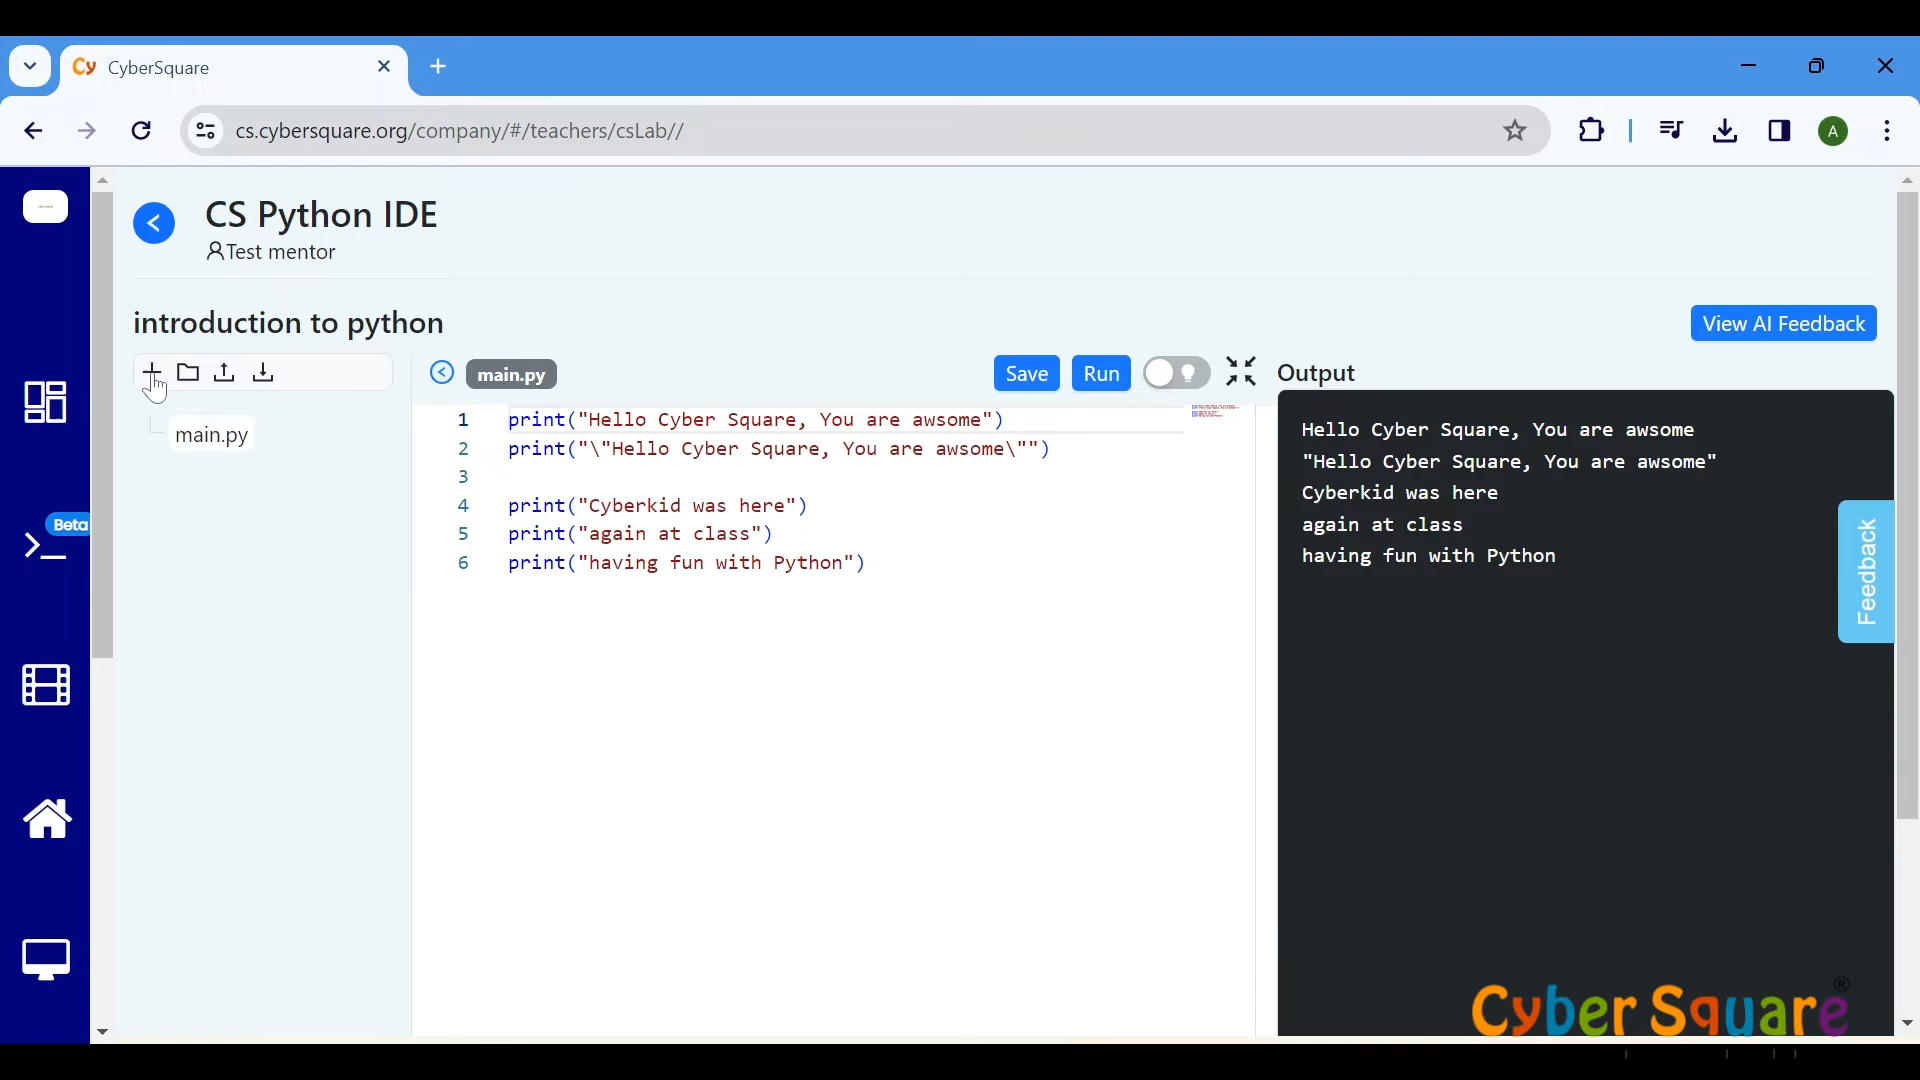 Cy CyberSquare
cs.cybersquare.org/company/#/teachers/csLab//
A
CS Python IDE
Test mentor
introduction to python
View AI Feedback
main.py
Save
Run
Output
main.py
1 print("Hello Cyber Square, You are awsome")
2 print("\"Hello Cyber Square, You are awsome\"")
3
4 print("Cyberkid was here")
5 print("again at class")
6 print("having fun with Python")
Hello Cyber Square, You are awsome
"Hello Cyber Square, You are awsome"
Cyberkid was here
again at class
having fun with Python
Beta
Feedback
Cyber Square®